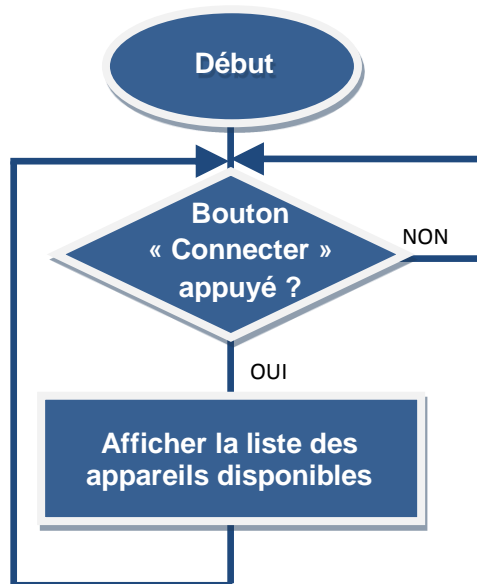 Début
Bouton
« Connecter »
appuyé ?
NON
OUI
Afficher la liste des
appareils disponibles